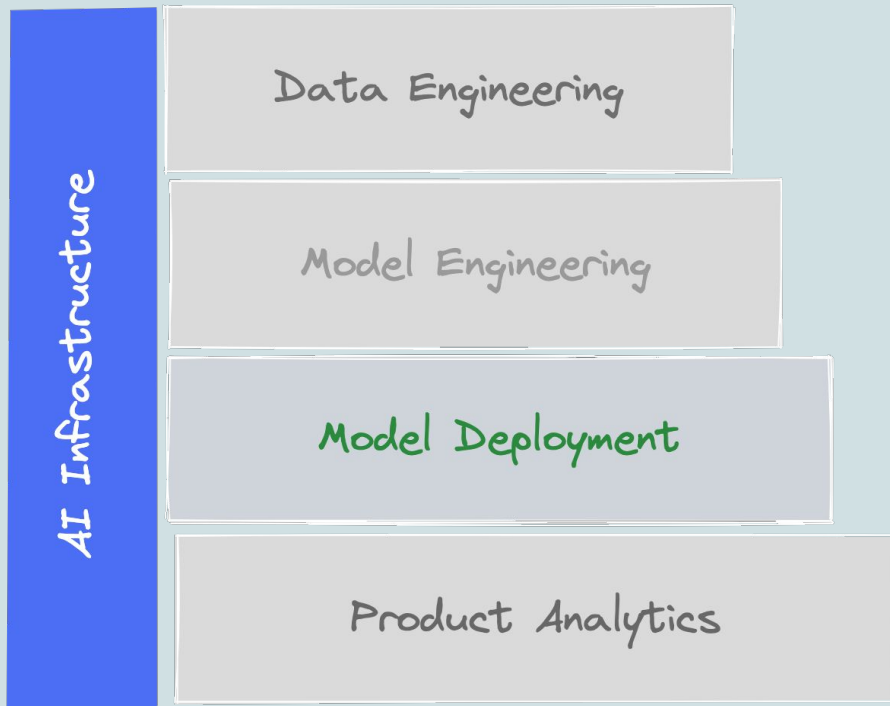 AI Infrastructure
Data Engineering
Model Engineering
Model Deployment
Product Analytics